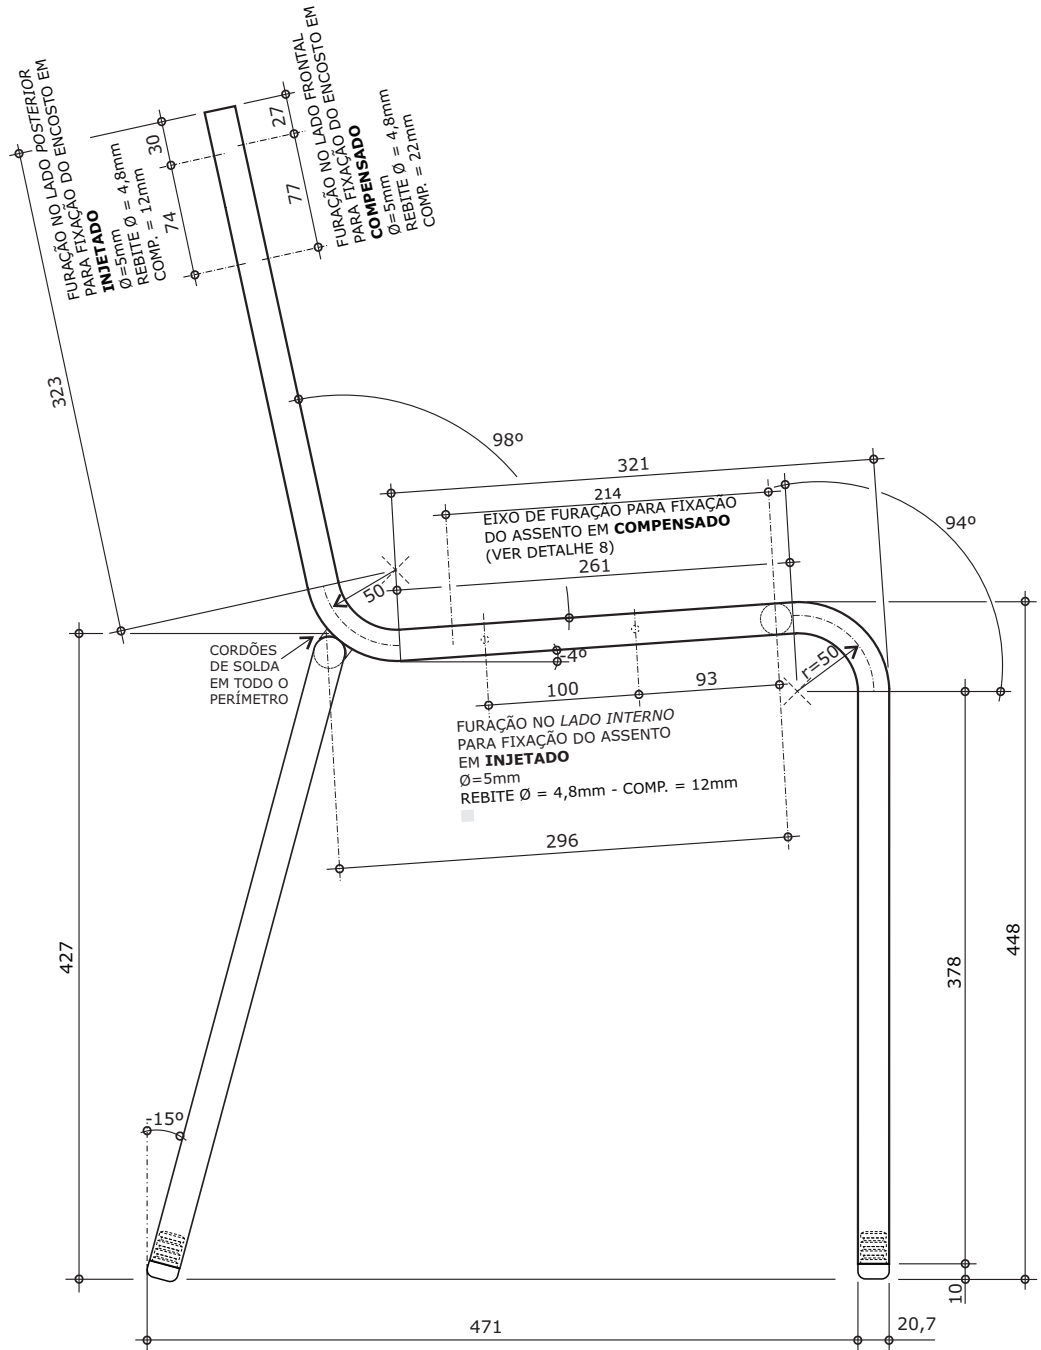 FURAÇÃO NO LADO POSTERIOR
PARA FIXAÇÃO DO ENCOSTO EM
INJETADO
Ø=5mm
REBITE Ø = 4,8mm
COMP. = 12mm
30
74
27
77
FURAÇÃO NO LADO FRONTAL
PARA FIXAÇÃO DO ENCOSTO EM
COMPENSADO
Ø=5mm
REBITE Ø = 4,8mm
COMP. = 22mm
323
98º
321
214
EIXO DE FURAÇÃO PARA FIXAÇÃO
DO ASSENTO EM COMPENSADO
(VER DETALHE 8)
261
94º
50
CORDÕES
DE SOLDA
EM TODO O
PERÍMETRO
-4º
r=50
100
93
FURAÇÃO NO LADO INTERNO
PARA FIXAÇÃO DO ASSENTO
EM INJETADO
Ø=5mm
REBITE Ø = 4,8mm - COMP. = 12mm
296
427
378
448
-15º
10
471
20,7